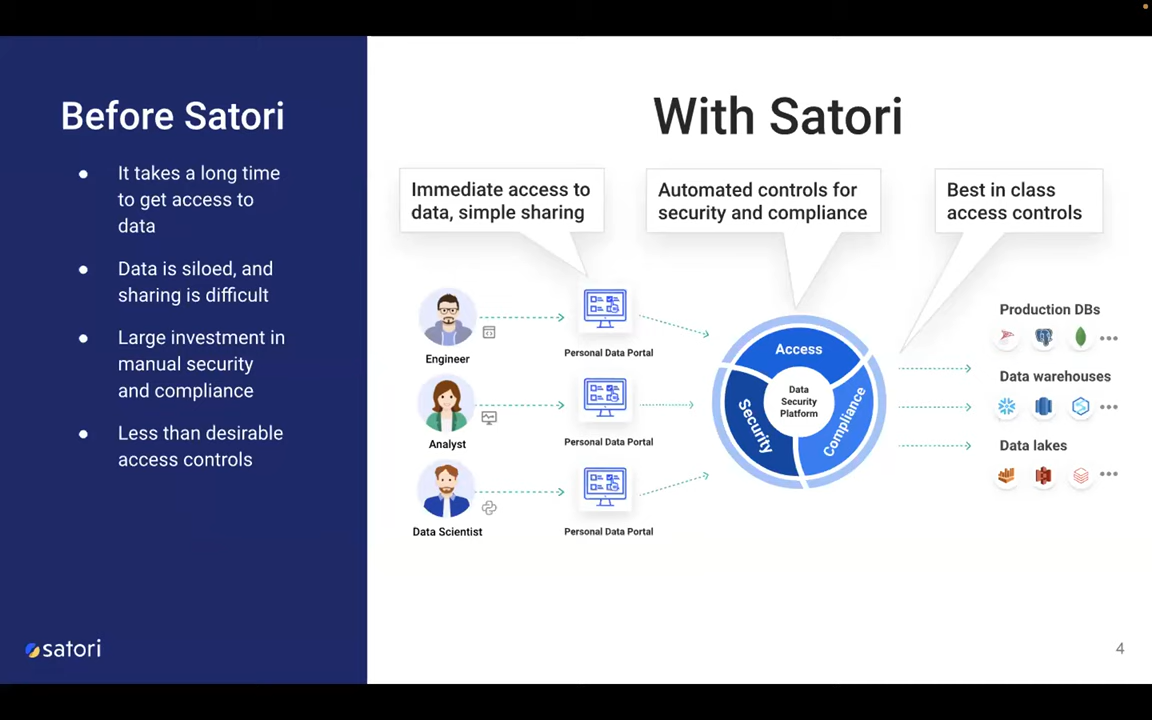 Before Satori
It takes a long time
to get access to
data
Data is siloed, and
sharing is difficult
Large investment in
manual security
and compliance
Less than desirable
access controls
satori
With Satori
Immediate access to
data, simple sharing
Automated controls for
security and compliance
Best in class
access controls
Engineer
Personal Data Portal
Analyst
Personal Data Portal
Data Scientist
Personal Data Portal
Access
Security
Compliance
Data
Security
Platform
Production DBs
Data warehouses
Data lakes
4